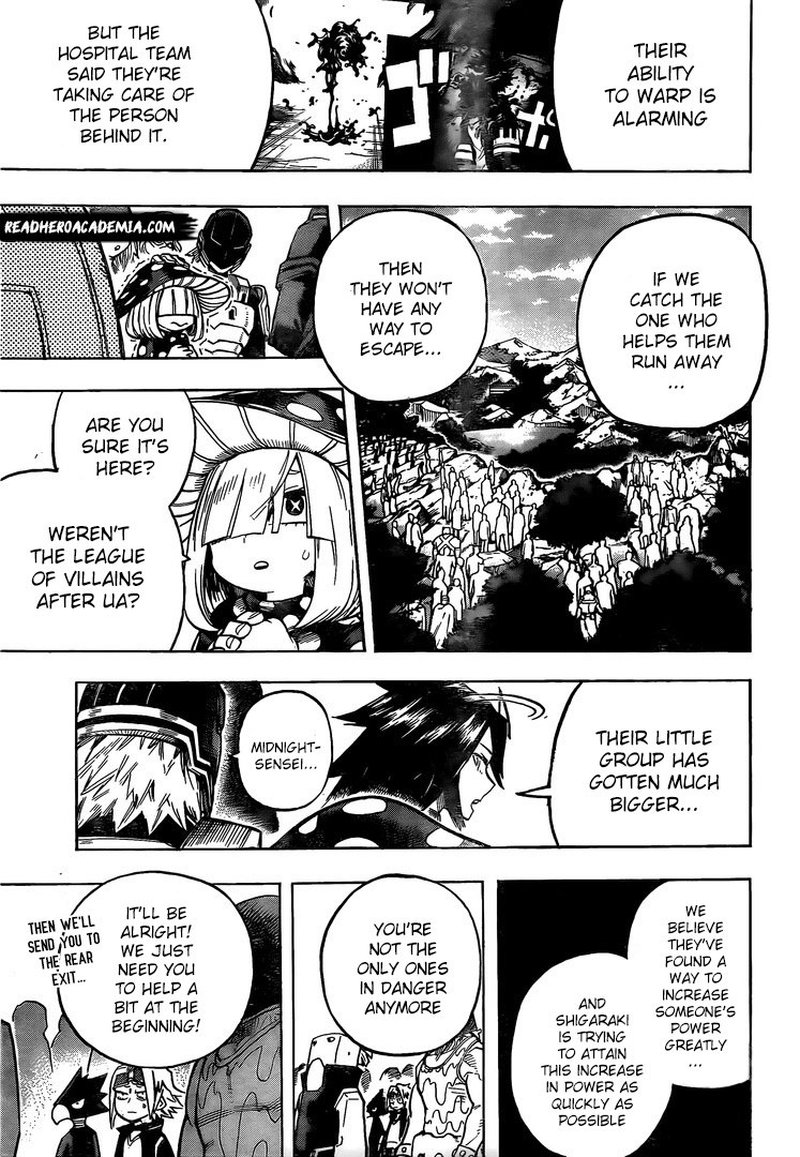 THEIR
ABILITY
TO WARP IS
ALARMING
ゴ
ポ
BUT THE
HOSPITAL TEAM
SAID THEY'RE
TAKING CARE OF
THE PERSON
BEHIND IT.
IF WE
CATCH THE
ONE WHO
HELPS THEM
RUN AWAY
...
THEN
THEY WON'T
HAVE ANY
WAY TO
ESCAPE...
READHEROACADEMIA.COM
ARE YOU
SURE IT'S
HERE?
WEREN'T
THE LEAGUE
OF VILLAINS
AFTER UA?
THEIR LITTLE
GROUP HAS
GOTTEN MUCH
BIGGER...
MIDNIGHT-
SENSEI...
WE
BELIEVE
THEY'VE
FOUND A
WAY TO
INCREASE
SOMEONE'S
POWER
GREATLY
...
AND
SHIGARAKI
IS TRYING
TO ATTAIN
THIS INCREASE
IN POWER AS
QUICKLY AS
POSSIBLE
YOU'RE
NOT THE
ONLY ONES
IN DANGER
ANYMORE
IT'LL BE
ALRIGHT!
WE JUST
NEED YOU
TO HELP A
BIT AT THE
BEGINNING!
THEN WE'LL
SEND YOU TO
THE REAR
EXIT...